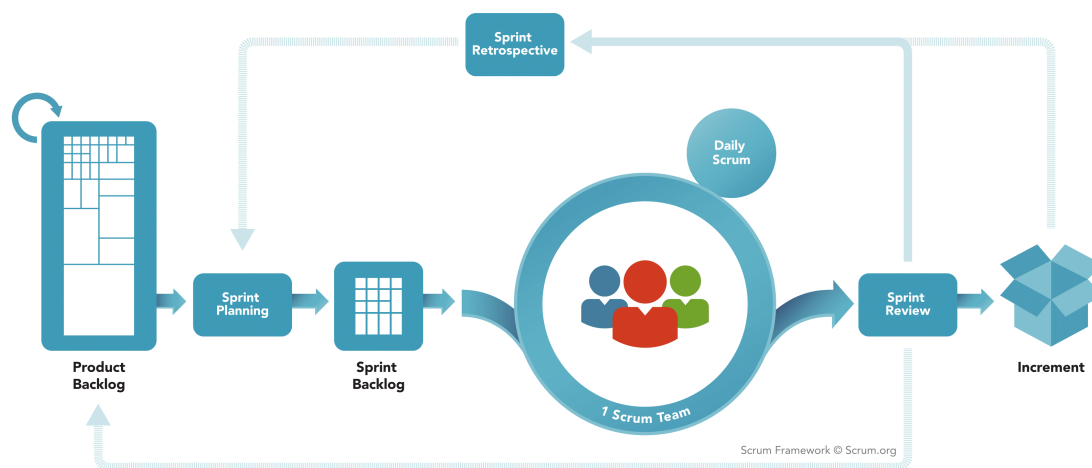 Sprint
Retrospective
Daily
Scrum
Sprint
Planning
Sprint
Review
Product
Backlog
Sprint
Backlog
Increment
1 Scrum Team
Scrum Framework © Scrum.org